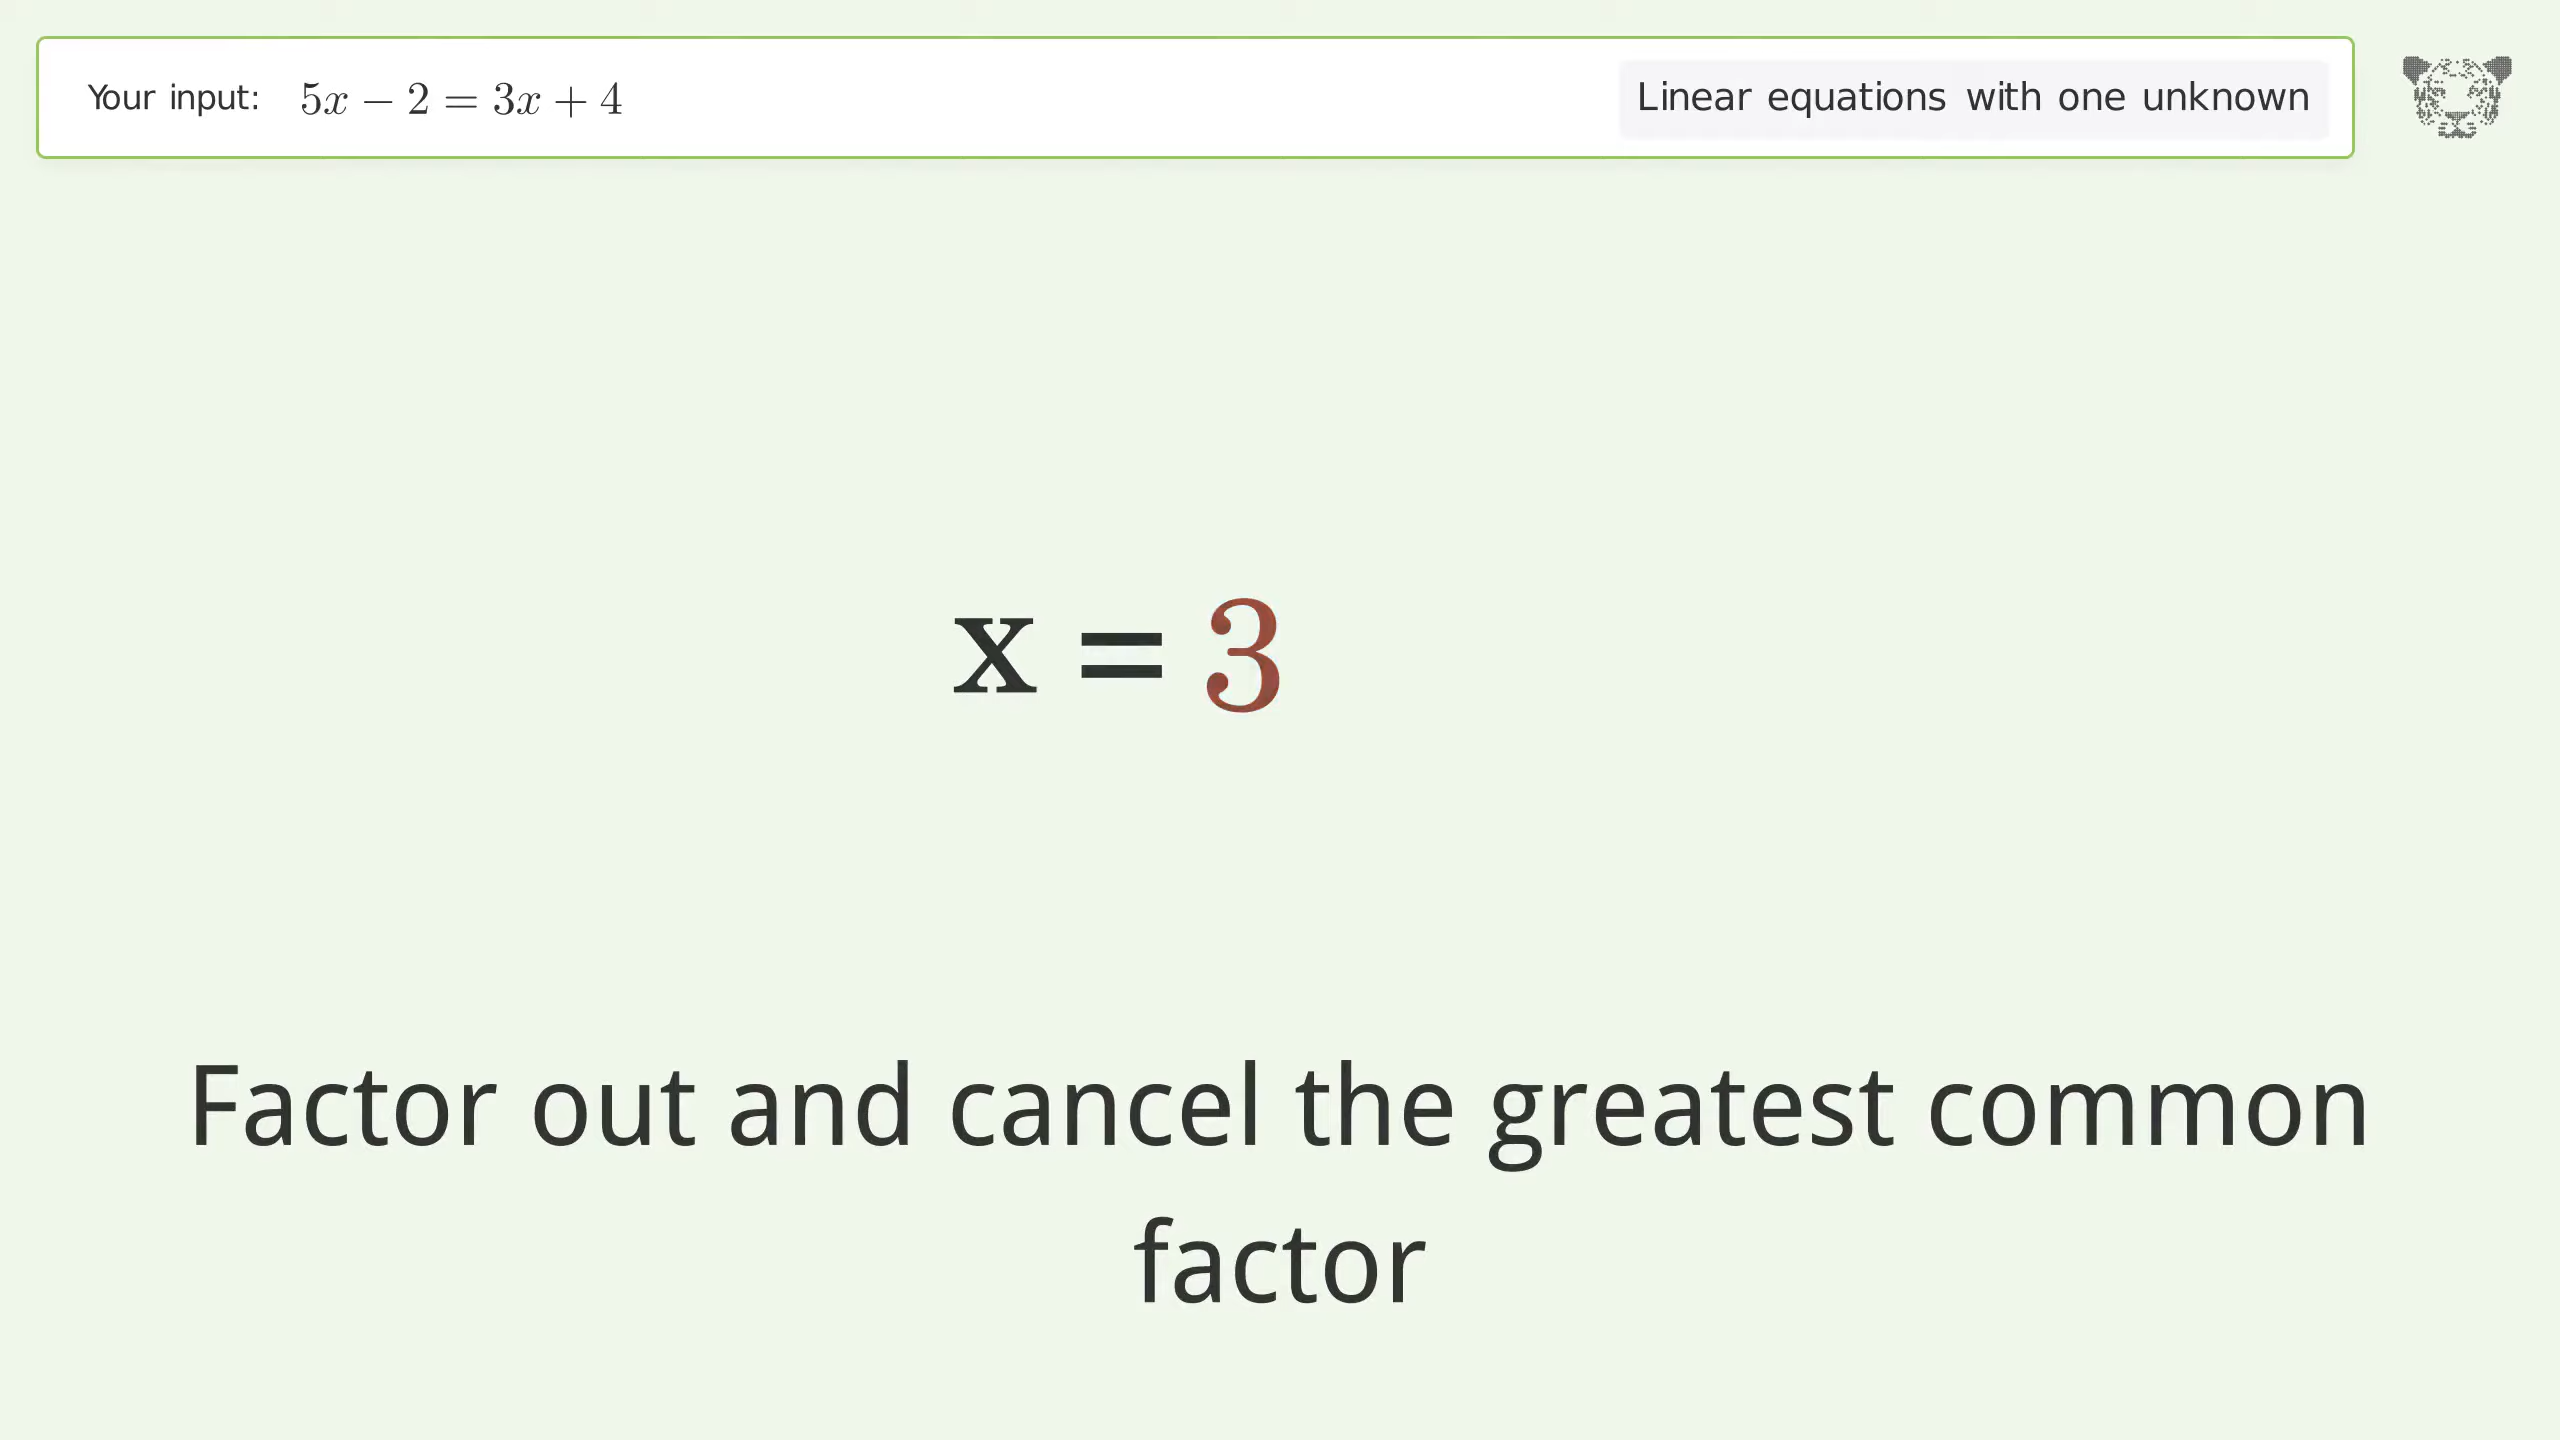 Your input: 5x − 2 = 3x + 4
Linear equations with one unknown
x = 3
Factor out and cancel the greatest common
factor